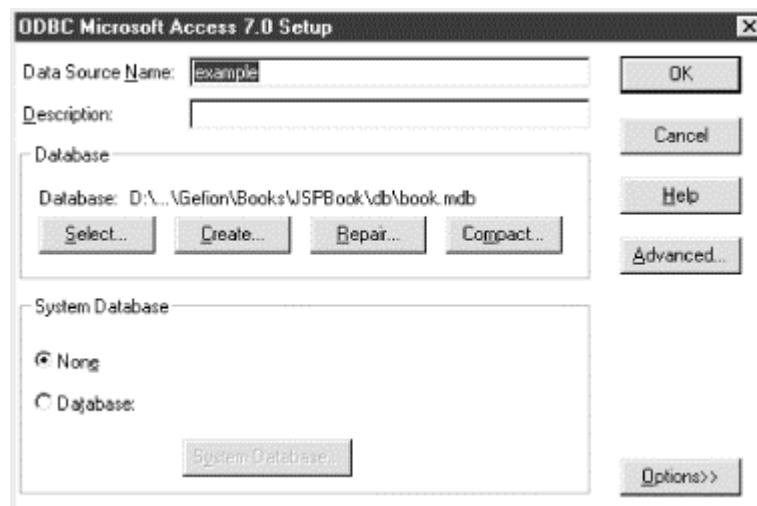 ODBC Microsoft Access 7.0 Setup
Data Source Name: example
OK
Description:
Cancel
Database
Database: D:\...\Gefion\Books\JSPBook\db\book.mdb
Help
Select... Create... Repair... Compact...
Advanced...
System Database
None
Database:
System Database...
Options>>